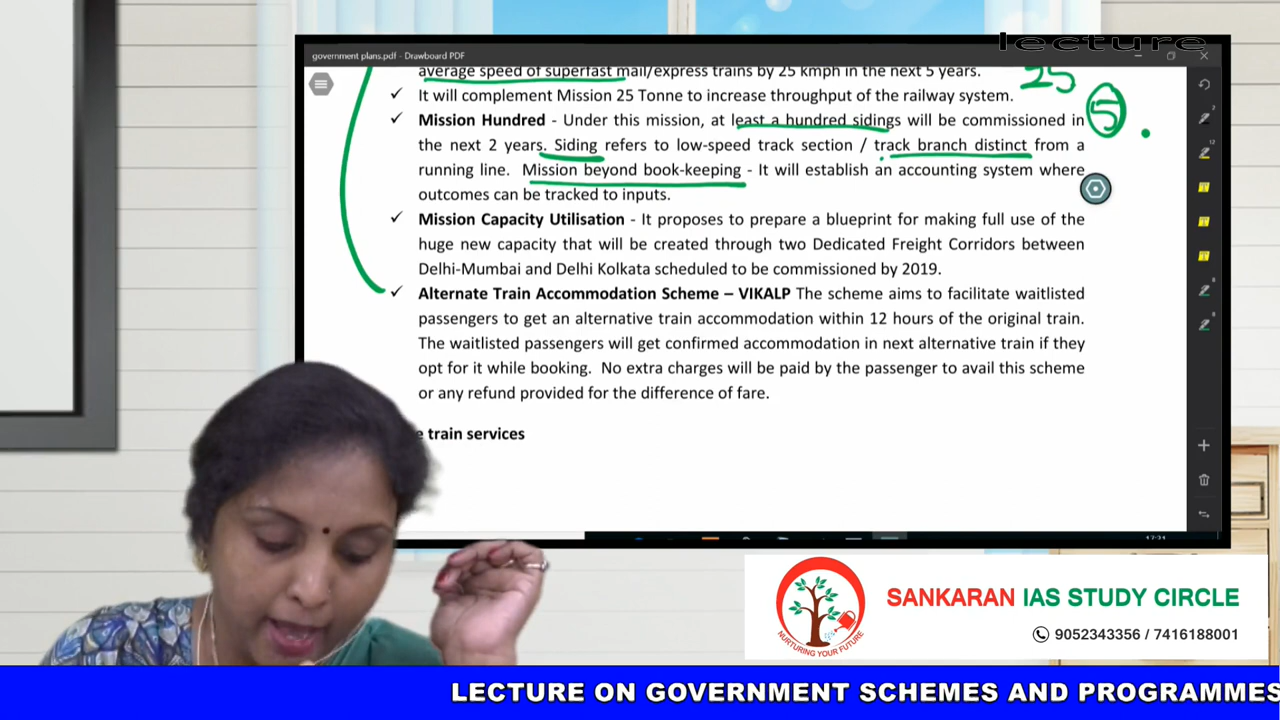 lecture
government plans.pdf - Drawboard PDF
average speed of superfast mail/express trains by 25 kmph in the next 5 years.
25
✓ It will complement Mission 25 Tonne to increase throughput of the railway system.
5
✓ Mission Hundred - Under this mission, at least a hundred sidings will be commissioned in
the next 2 years. Siding refers to low-speed track section / track branch distinct from a
running line. Mission beyond book-keeping - It will establish an accounting system where
outcomes can be tracked to inputs.
✓ Mission Capacity Utilisation - It proposes to prepare a blueprint for making full use of the
huge new capacity that will be created through two Dedicated Freight Corridors between
Delhi-Mumbai and Delhi Kolkata scheduled to be commissioned by 2019.
✓ Alternate Train Accommodation Scheme – VIKALP The scheme aims to facilitate waitlisted
passengers to get an alternative train accommodation within 12 hours of the original train.
The waitlisted passengers will get confirmed accommodation in next alternative train if they
opt for it while booking. No extra charges will be paid by the passenger to avail this scheme
or any refund provided for the difference of fare.
e train services
NURTURING YOUR FUTURE
SANKARAN IAS STUDY CIRCLE
9052343356 / 7416188001
LECTURE ON GOVERNMENT SCHEMES AND PROGRAMMES